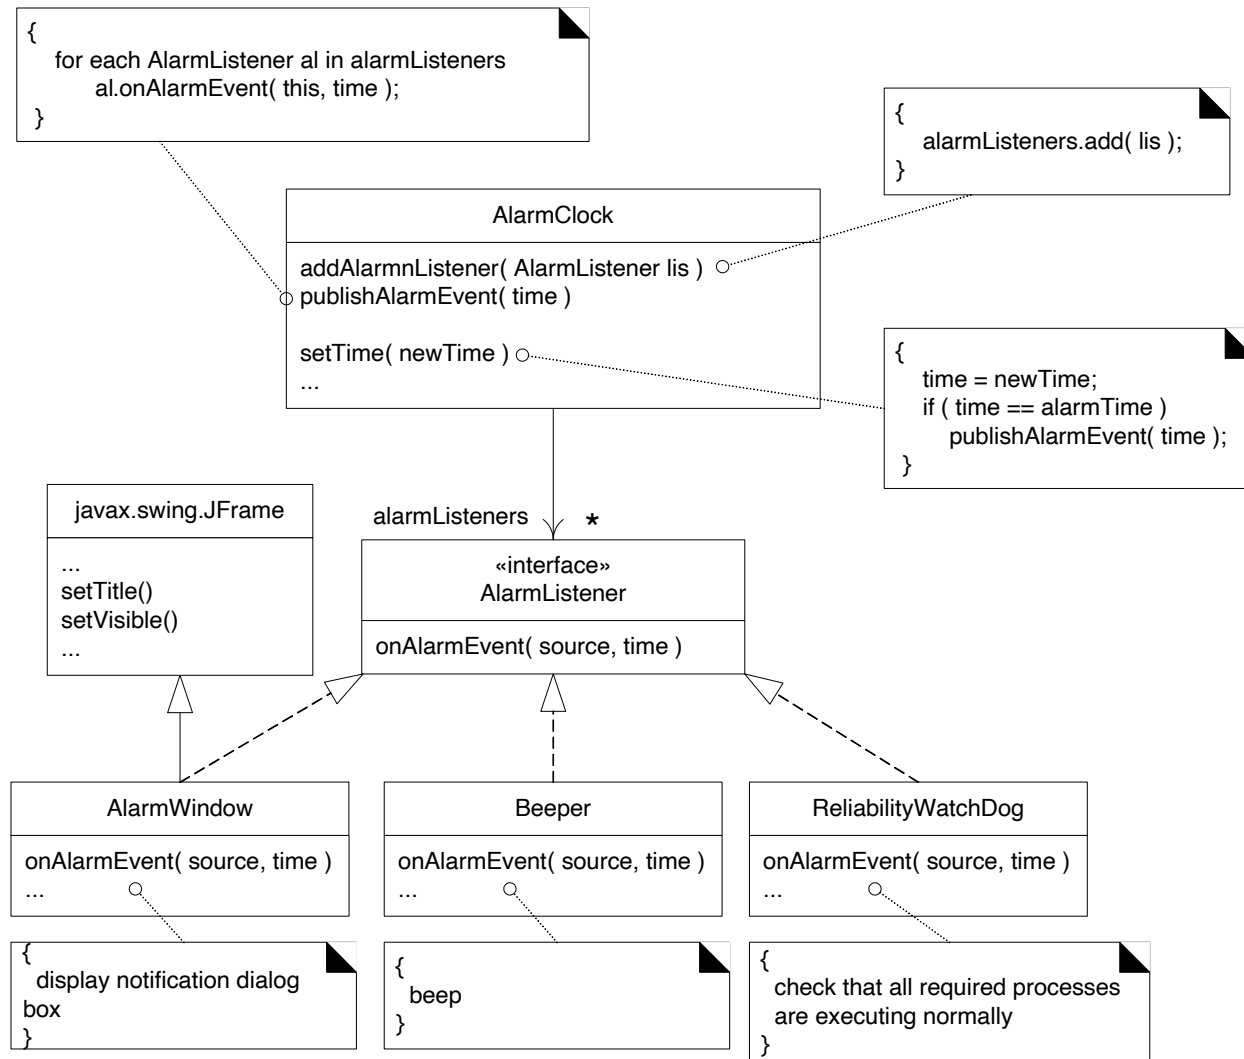 {
for each AlarmListener al in alarmListeners
al.onAlarmEvent( this, time );
}
{
alarmListeners.add( lis );
}
AlarmClock
addAlarmnListener( AlarmListener lis )
publishAlarmEvent( time )
setTime( newTime )
...
{
time = newTime;
if ( time == alarmTime )
publishAlarmEvent( time );
}
javax.swing.JFrame
...
setTitle()
setVisible()
...
alarmListeners *
«interface»
AlarmListener
onAlarmEvent( source, time )
AlarmWindow
onAlarmEvent( source, time )
...
Beeper
onAlarmEvent( source, time )
...
ReliabilityWatchDog
onAlarmEvent( source, time )
...
{
display notification dialog
box
}
{
beep
}
{
check that all required processes
are executing normally
}